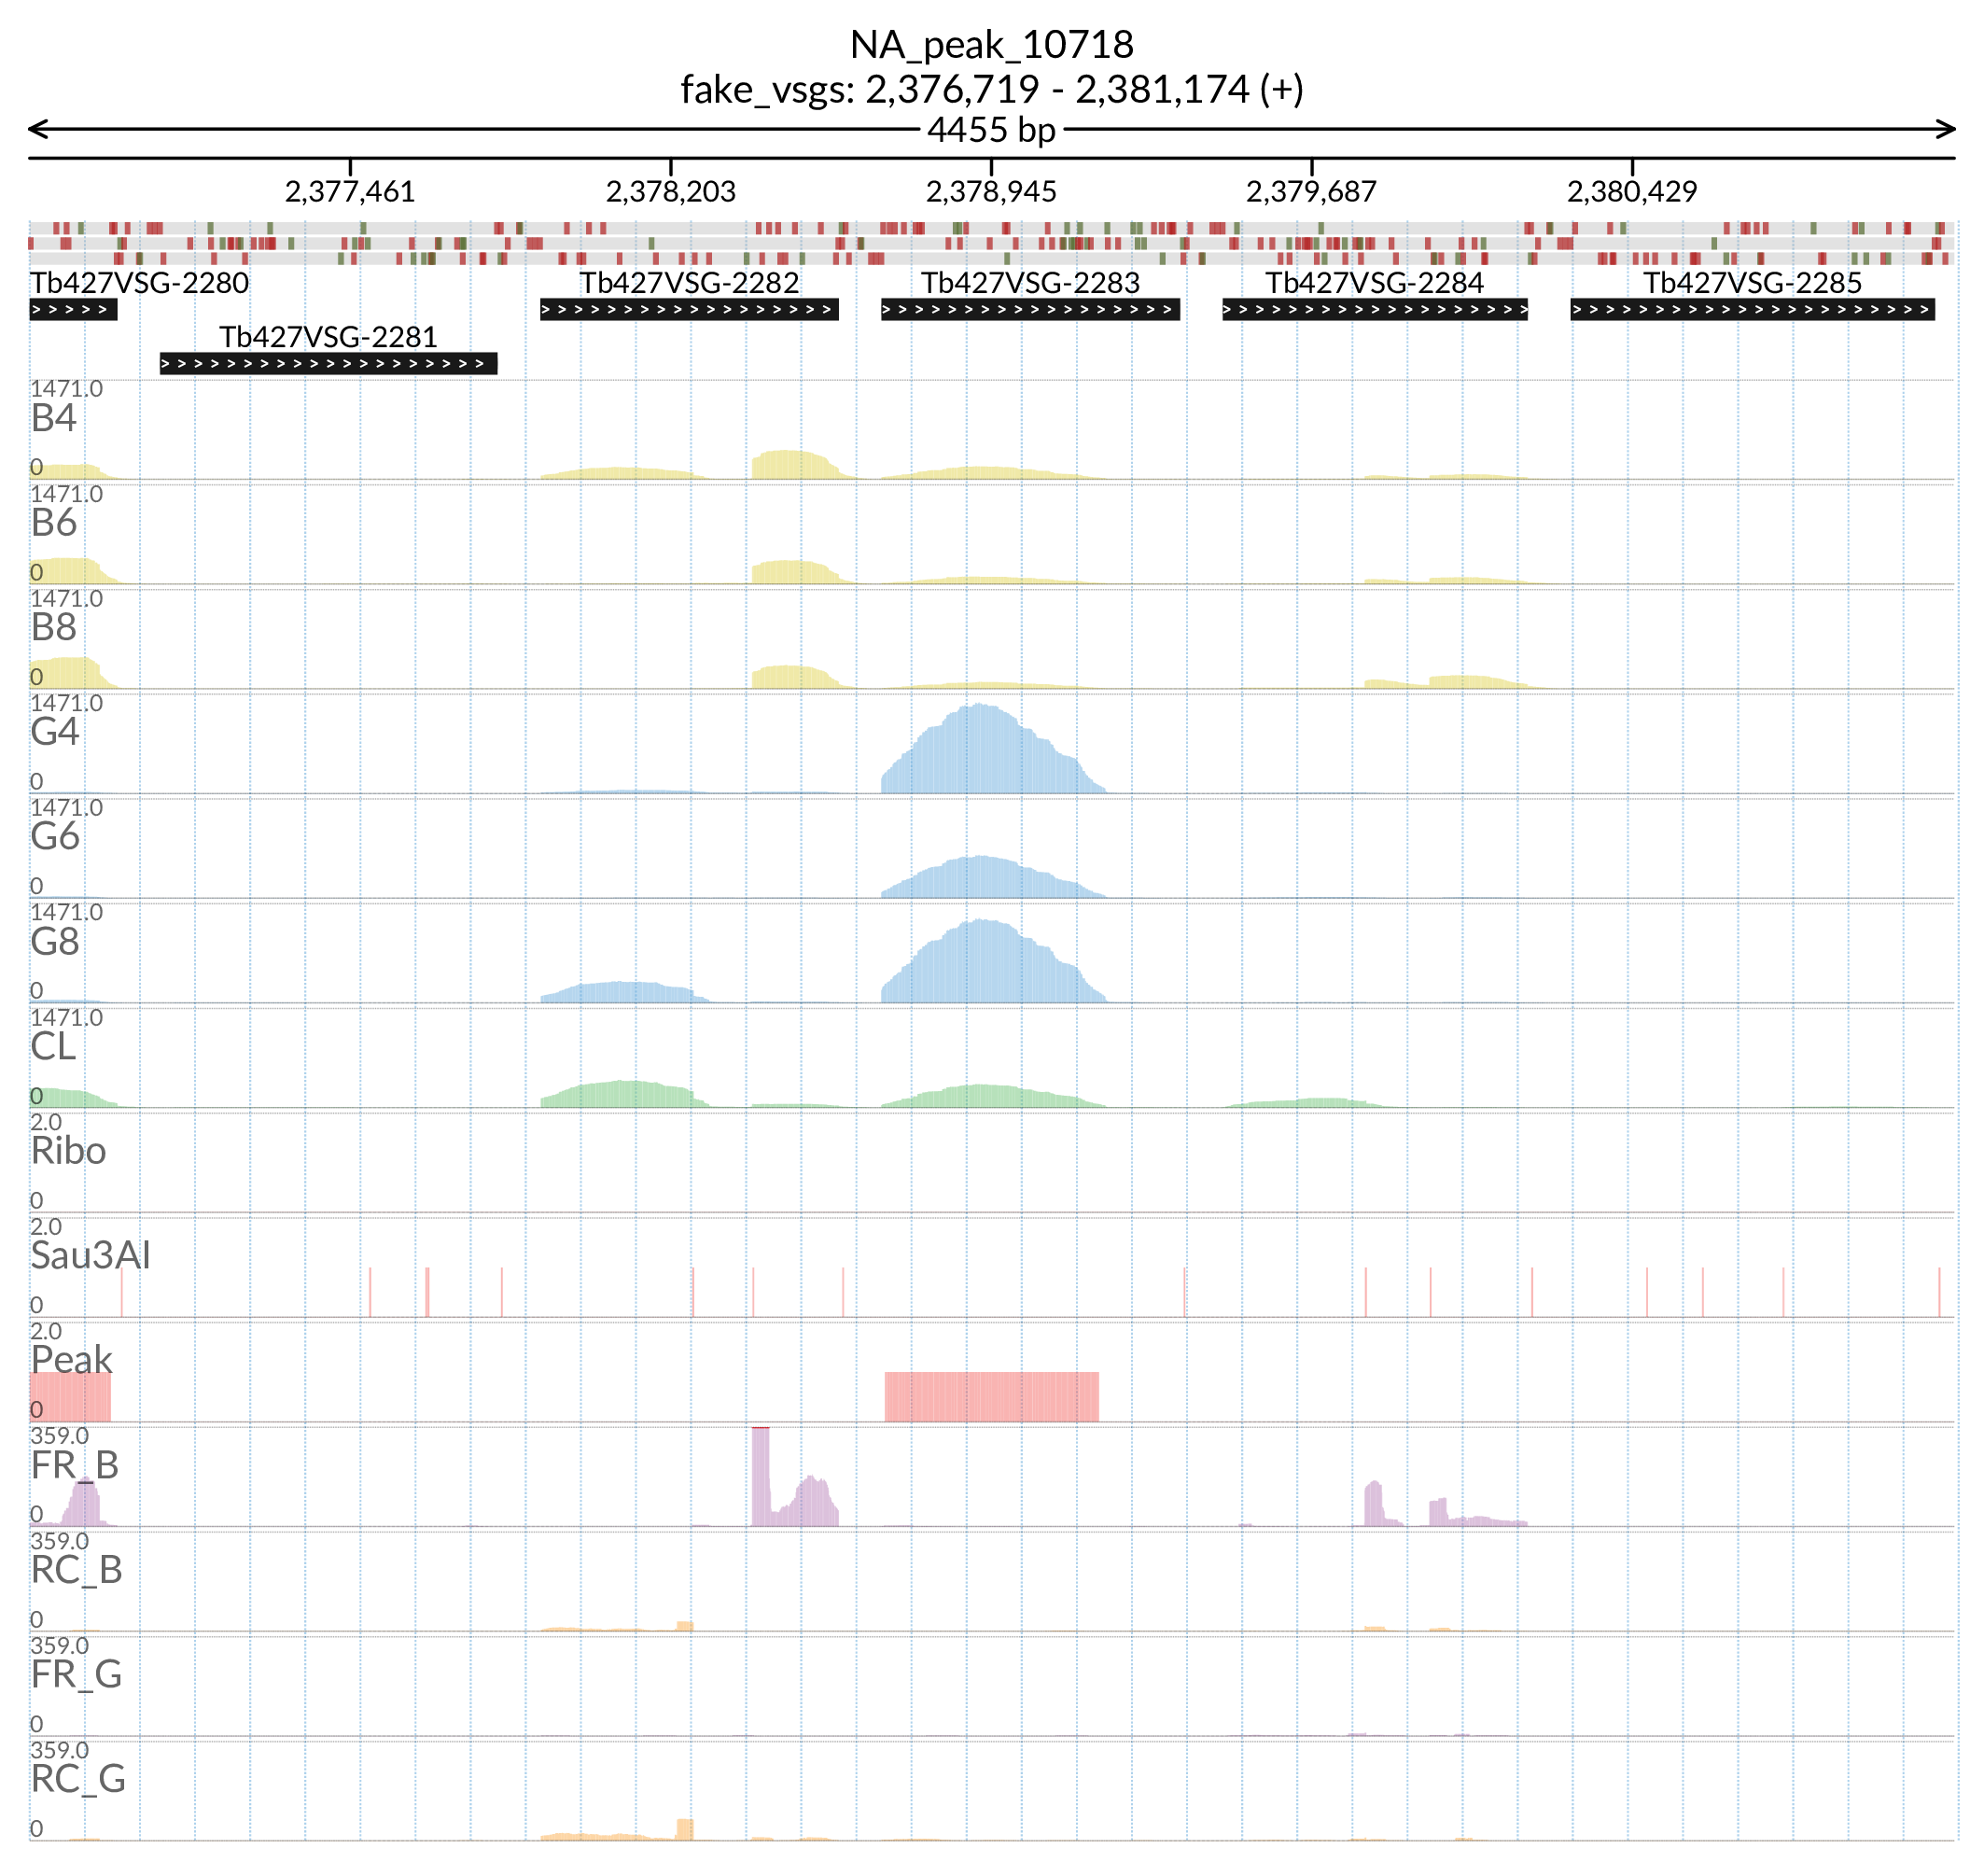 NA_peak_10718
fake_vsgs: 2,376,719 - 2,381,174 (+)
4455 bp
2,377,461 2,378,203 2,378,945 2,379,687 2,380,429
Tb427VSG-2280 Tb427VSG-2282 Tb427VSG-2283 Tb427VSG-2284 Tb427VSG-2285
Tb427VSG-2281
1471.0
B4
0
1471.0
B6
0
1471.0
B8
0
1471.0
G4
0
1471.0
G6
0
1471.0
G8
0
1471.0
CL
0
2.0
Ribo
0
2.0
Sau3AI
0
2.0
Peak
0
359.0
FR_B
0
359.0
RC_B
0
359.0
FR_G
0
359.0
RC_G
0